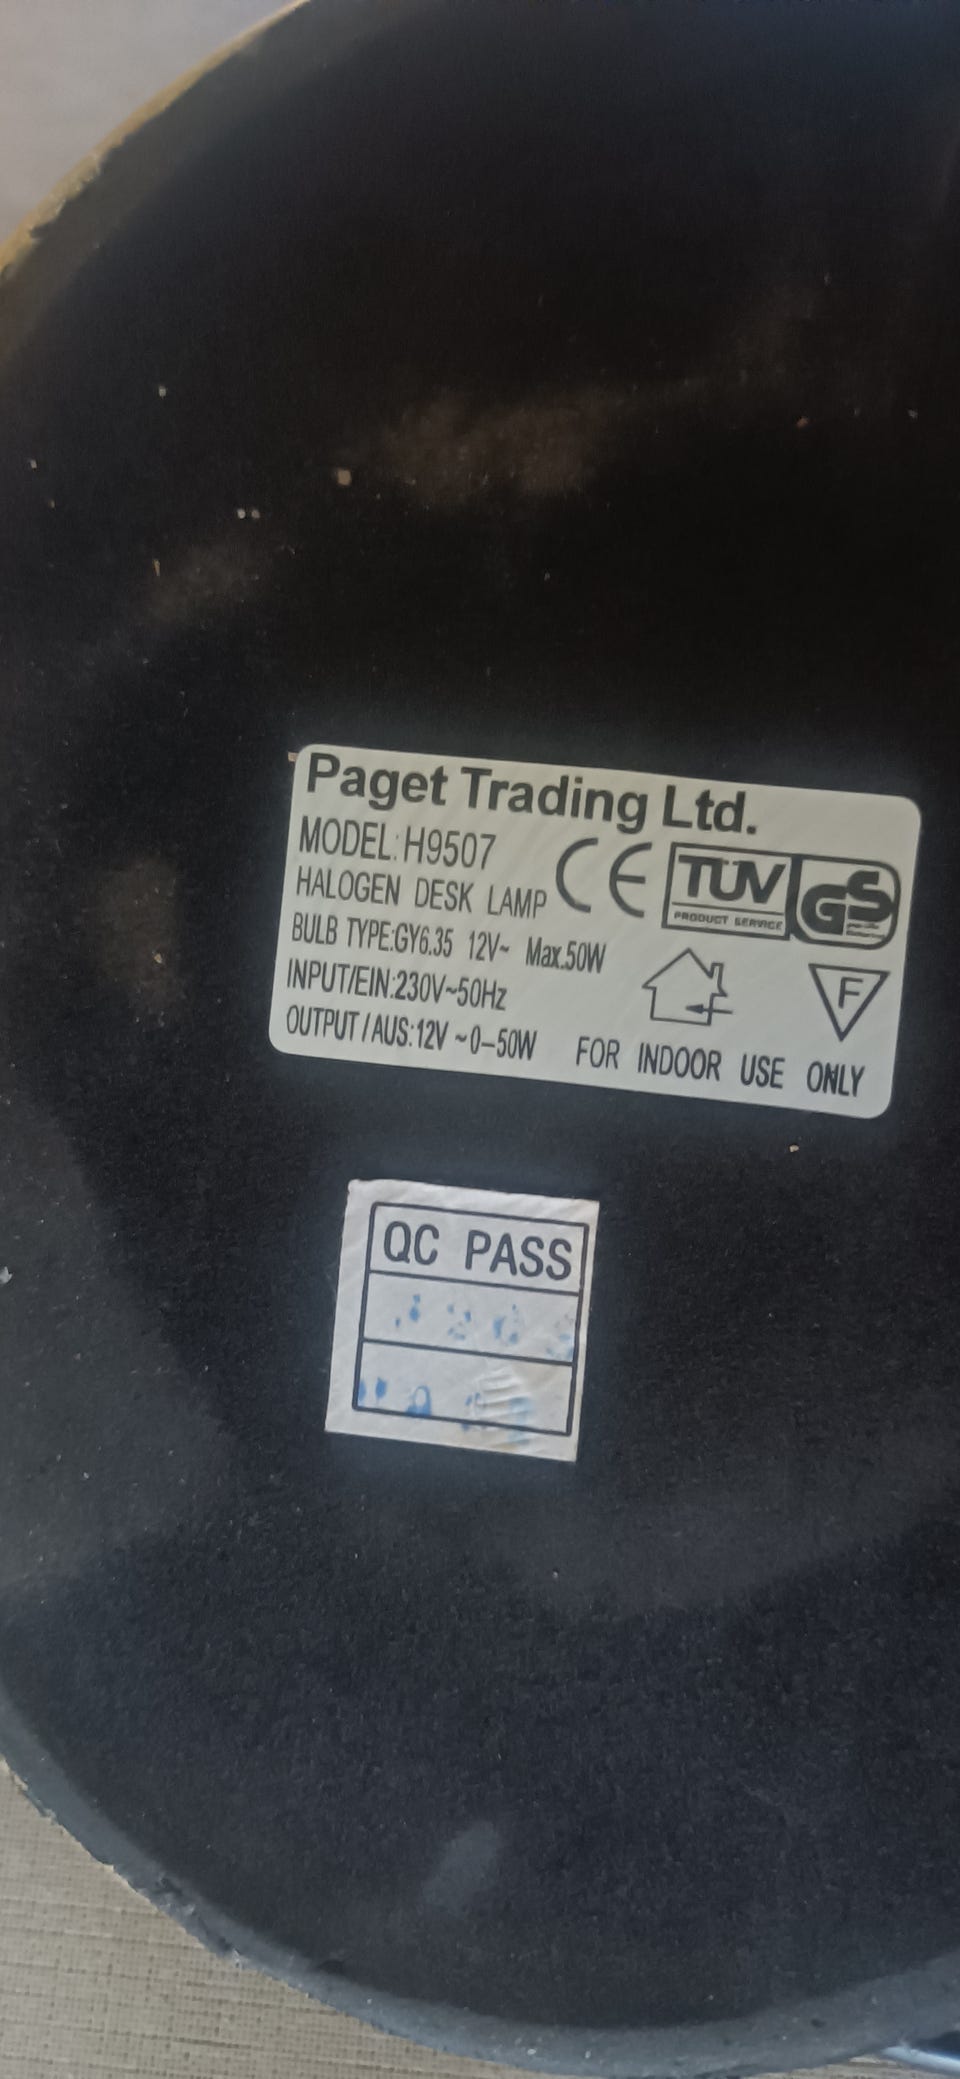 Paget Trading Ltd.
MODEL:H9507
CE TÜV PRODUCT SERVICE GS
HALOGEN DESK LAMP
BULB TYPE:GY6.35 12V~ Max.50W
INPUT/EIN:230V~50Hz
F
OUTPUT/AUS:12V ~0-50W FOR INDOOR USE ONLY
QC PASS